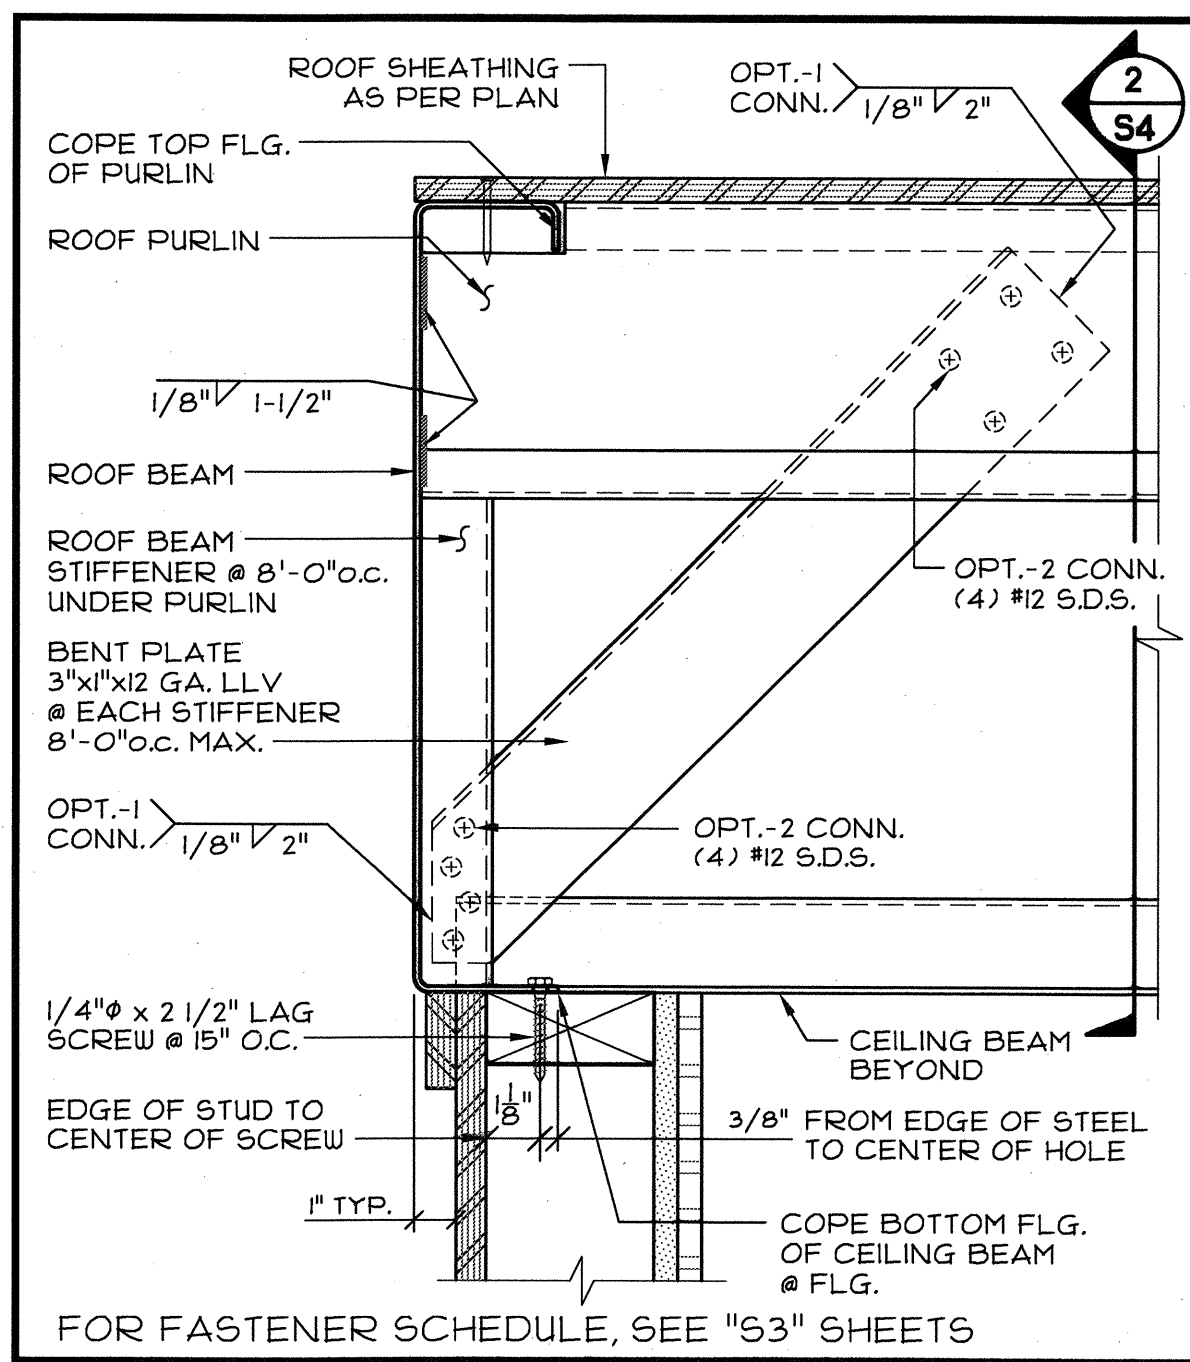 ROOF SHEATHING
AS PER PLAN
OPT.-1
CONN.
1/8" 2"
2
S4
COPE TOP FLG.
OF PURLIN
ROOF PURLIN
1/8" 1-1/2"
ROOF BEAM
ROOF BEAM
STIFFENER @ 8'-0"o.c.
UNDER PURLIN
OPT.-2 CONN.
(4) #12 S.D.S.
BENT PLATE
3"x1"x12 GA. LLV
@ EACH STIFFENER
8'-0"o.c. MAX.
OPT.-1
CONN.
1/8" 2"
OPT.-2 CONN.
(4) #12 S.D.S.
1/4"φ x 2 1/2" LAG
SCREW @ 15" O.C.
CEILING BEAM
BEYOND
EDGE OF STUD TO
CENTER OF SCREW
1 1/8"
3/8" FROM EDGE OF STEEL
TO CENTER OF HOLE
1" TYP.
COPE BOTTOM FLG.
OF CEILING BEAM
@ FLG.
FOR FASTENER SCHEDULE, SEE "S3" SHEETS